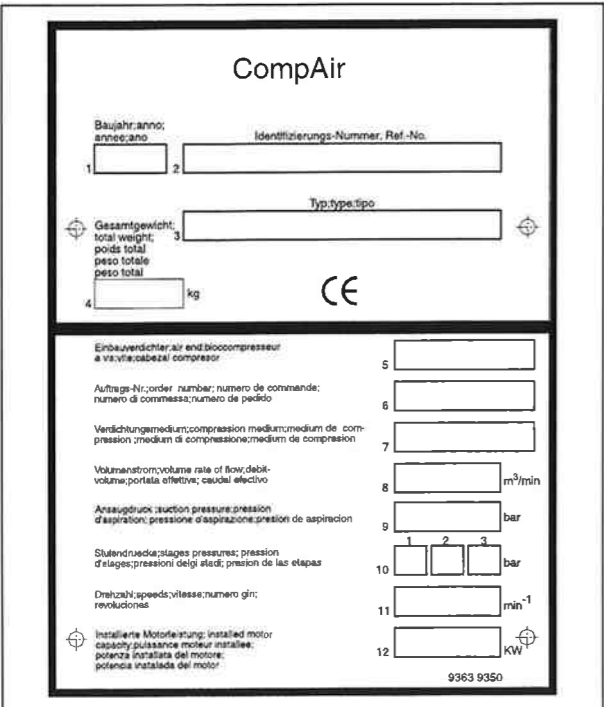 CompAir
Baujahr;anno;
annee;ano
1
Identifizierungs-Nummer, Ref.-No.
2
Typ;type;tipo
3
Gesamtgewicht;
total weight;
poids total
peso totale
peso total
4 kg
CE
Einbauverdichter;air end;bloccompresseur
a vs;vite;cabezal compresor
5
Auftrags-Nr.;order number; numero de commande;
numero di commessa;numero de pedido
6
Verdichtungsmedium;compression medium;medium de com-
pression ;medium di compressione;medium de compresion
7
Volumenstrom;volume rate of flow;debit-
volume;portata effettiva; caudal efectivo
8 m³/min
Ansaugdruck ;suction pressure;pression
d'aspiration; pressione d'aspirazione;presion de aspiracion
9 bar
Stufendruecke;stages pressures; pression
d'etages;pressioni delgi stadi; presion de las etapas
1 2 3
10 bar
Drehzahl;speeds;vitesse;numero giri;
revoluciones
11 min⁻¹
Installierte Motorleistung; installed motor
capacity;puissance moteur installee;
potenza installata del motore;
potencia instalada del motor
12 KW
9363 9350